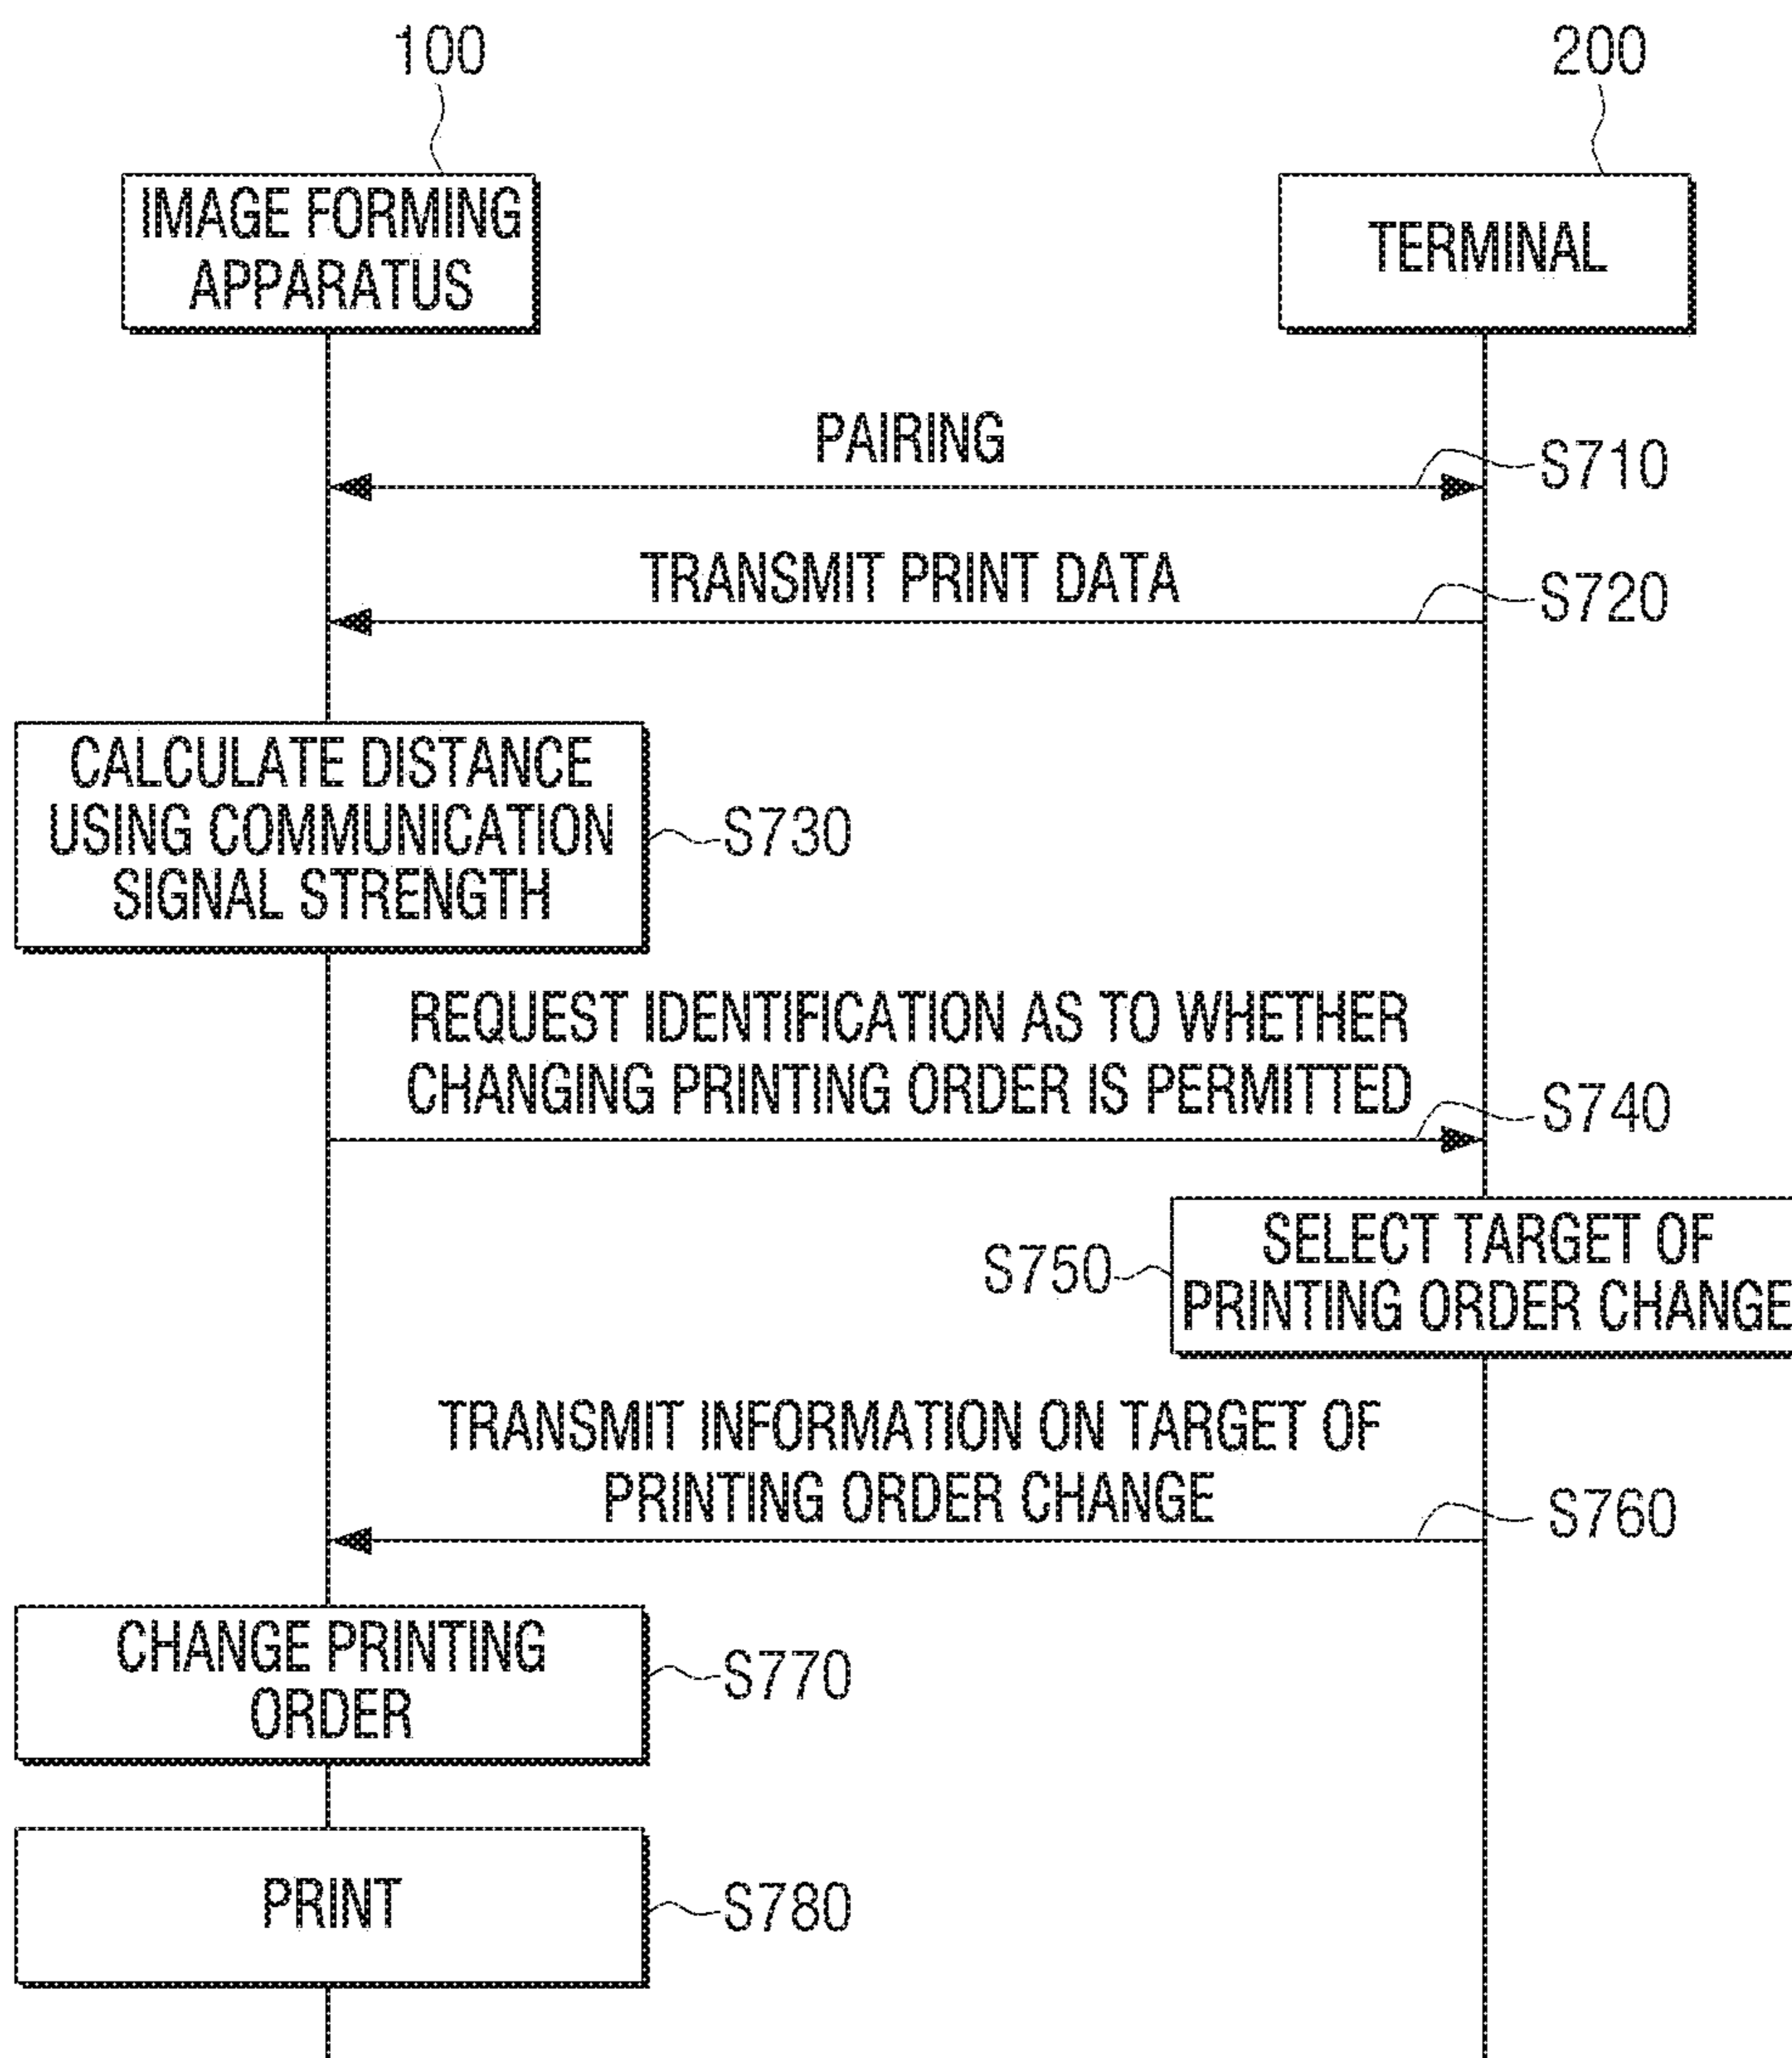 100
200
IMAGE FORMING
APPARATUS
TERMINAL
PAIRING
S710
TRANSMIT PRINT DATA
S720
CALCULATE DISTANCE
USING COMMUNICATION
SIGNAL STRENGTH
S730
REQUEST IDENTIFICATION AS TO WHETHER
CHANGING PRINTING ORDER IS PERMITTED
S740
SELECT TARGET OF
PRINTING ORDER CHANGE
S750
TRANSMIT INFORMATION ON TARGET OF
PRINTING ORDER CHANGE
S760
CHANGE PRINTING
ORDER
S770
PRINT
S780